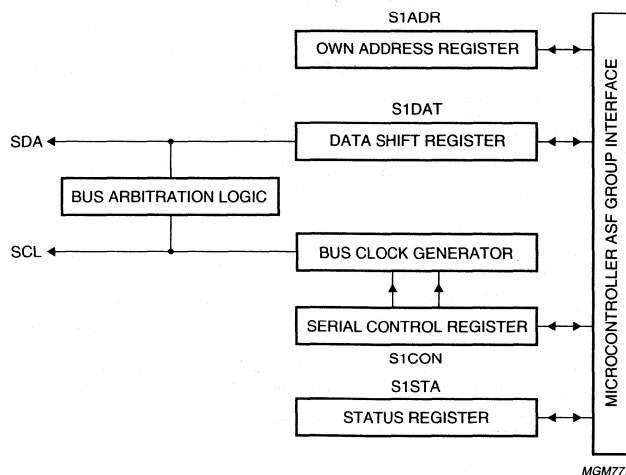 S1ADR
OWN ADDRESS REGISTER
S1DAT
SDA
DATA SHIFT REGISTER
BUS ARBITRATION LOGIC
SCL
BUS CLOCK GENERATOR
SERIAL CONTROL REGISTER
S1CON
S1STA
STATUS REGISTER
MICROCONTROLLER ASF GROUP INTERFACE